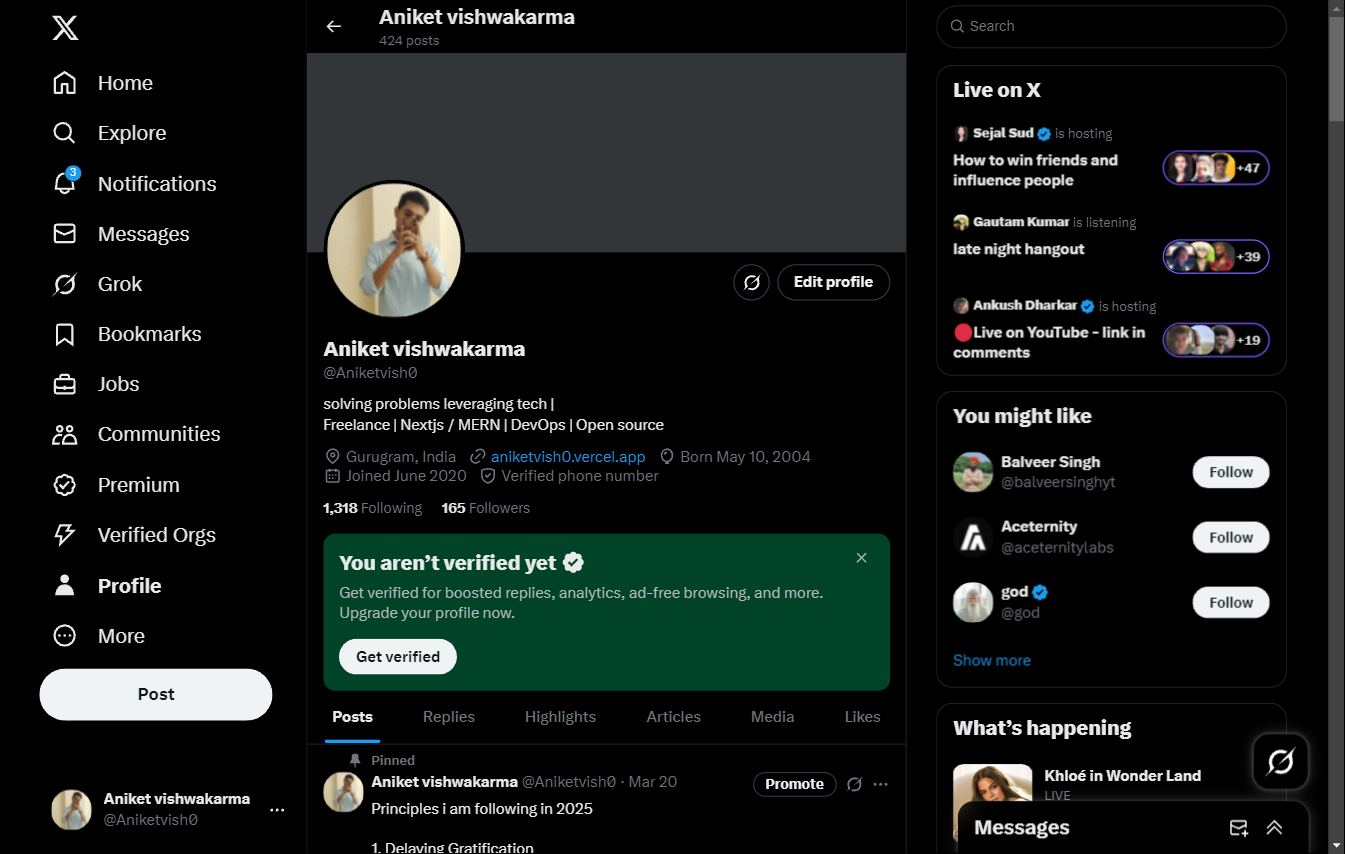 Home
Explore
3
Notifications
Messages
Grok
Bookmarks
Jobs
Communities
Premium
Verified Orgs
Profile
More
Post
Aniket vishwakarma
@Aniketvish0
Aniket vishwakarma
424 posts
Edit profile
Aniket vishwakarma
@Aniketvish0
solving problems leveraging tech |
Freelance | Nextjs / MERN | DevOps | Open source
Gurugram, India aniketvish0.vercel.app Born May 10, 2004
Joined June 2020 Verified phone number
1,318 Following 165 Followers
You aren't verified yet
Get verified for boosted replies, analytics, ad-free browsing, and more.
Upgrade your profile now.
Get verified
Posts Replies Highlights Articles Media Likes
Pinned
Aniket vishwakarma @Aniketvish0 · Mar 20
Promote
Principles i am following in 2025
1. Delaying Gratification
Search
Live on X
Sejal Sud is hosting
How to win friends and
influence people
+47
Gautam Kumar is listening
late night hangout
+39
Ankush Dharkar is hosting
🔴Live on YouTube - link in
comments
+19
You might like
Balveer Singh
@balveersinghyt
Follow
Aceternity
@aceternitylabs
Follow
god
@god
Follow
Show more
What's happening
Khloé in Wonder Land
LIVE
Messages